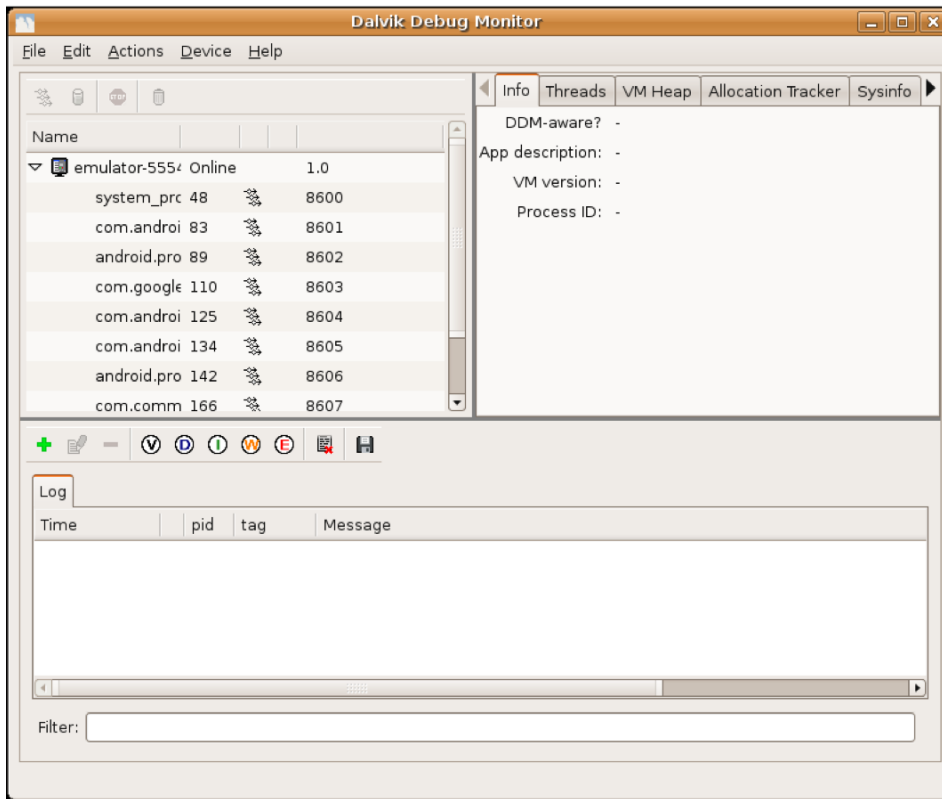 Dalvik Debug Monitor
File Edit Actions Device Help
Info Threads VM Heap Allocation Tracker Sysinfo
Name
emulator-5554 Online 1.0
system_prc 48 8600
com.androi 83 8601
android.pro 89 8602
com.google 110 8603
com.androi 125 8604
com.androi 134 8605
android.pro 142 8606
com.comm 166 8607
DDM-aware? -
App description: -
VM version: -
Process ID: -
V D I W E
Log
Time pid tag Message
Filter: